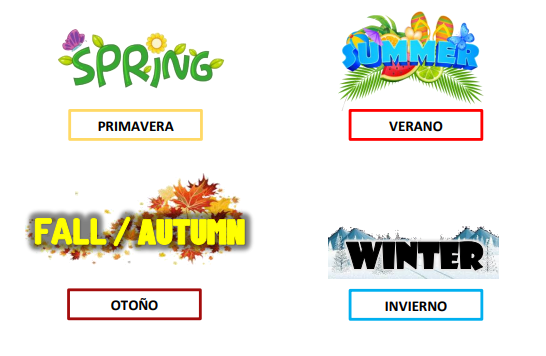 SPRING
SUMMER
PRIMAVERA
VERANO
FALL / AUTUMN
WINTER
OTOÑO
INVIERNO